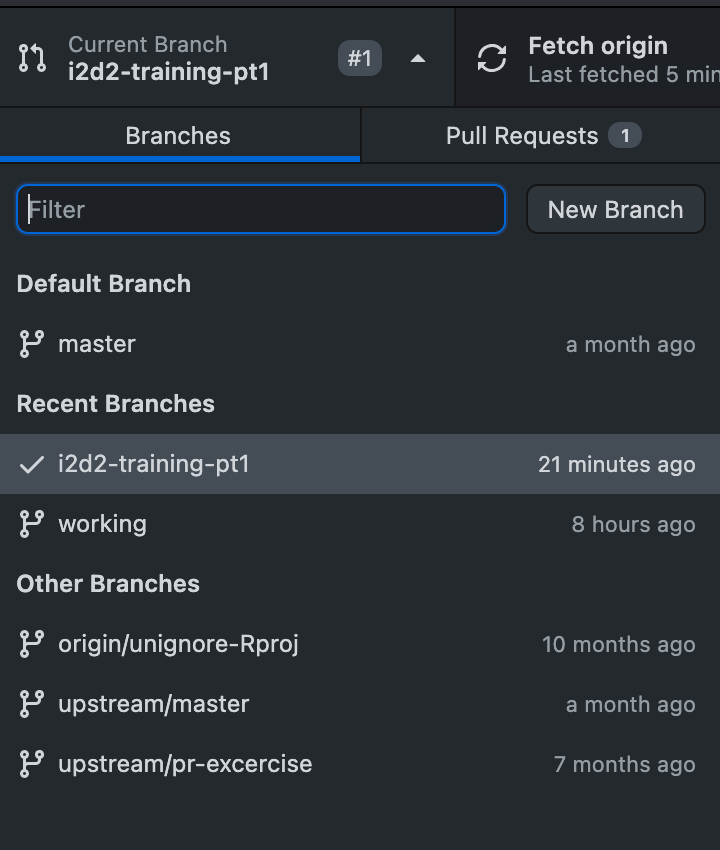 Current Branch
i2d2-training-pt1
#1
Fetch origin
Last fetched 5 min
Branches
Pull Requests 1
Filter
New Branch
Default Branch
master a month ago
Recent Branches
i2d2-training-pt1 21 minutes ago
working 8 hours ago
Other Branches
origin/unignore-Rproj 10 months ago
upstream/master a month ago
upstream/pr-excercise 7 months ago